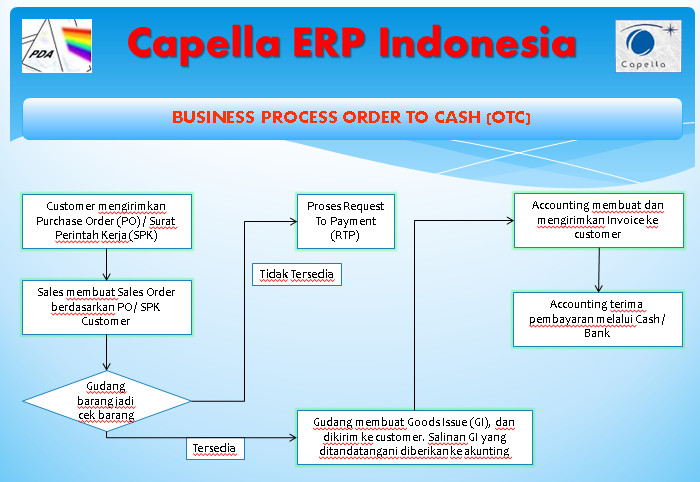 PDA
Capella ERP Indonesia
Capella
BUSINESS PROCESS ORDER TO CASH (OTC)
Customer mengirimkan
Purchase Order (PO)/ Surat
Perintah Kerja (SPK)
Sales membuat Sales Order
berdasarkan PO/ SPK
Customer
Gudang
barang jadi
cek barang
Proses Request
To Payment
(RTP)
Tidak Tersedia
Tersedia
Gudang membuat Goods Issue (GI), dan
dikirim ke customer. Salinan GI yang
ditandatangani diberikan ke akunting
Accounting membuat dan
mengirimkan Invoice ke
customer
Accounting terima
pembayaran melalui Cash/
Bank